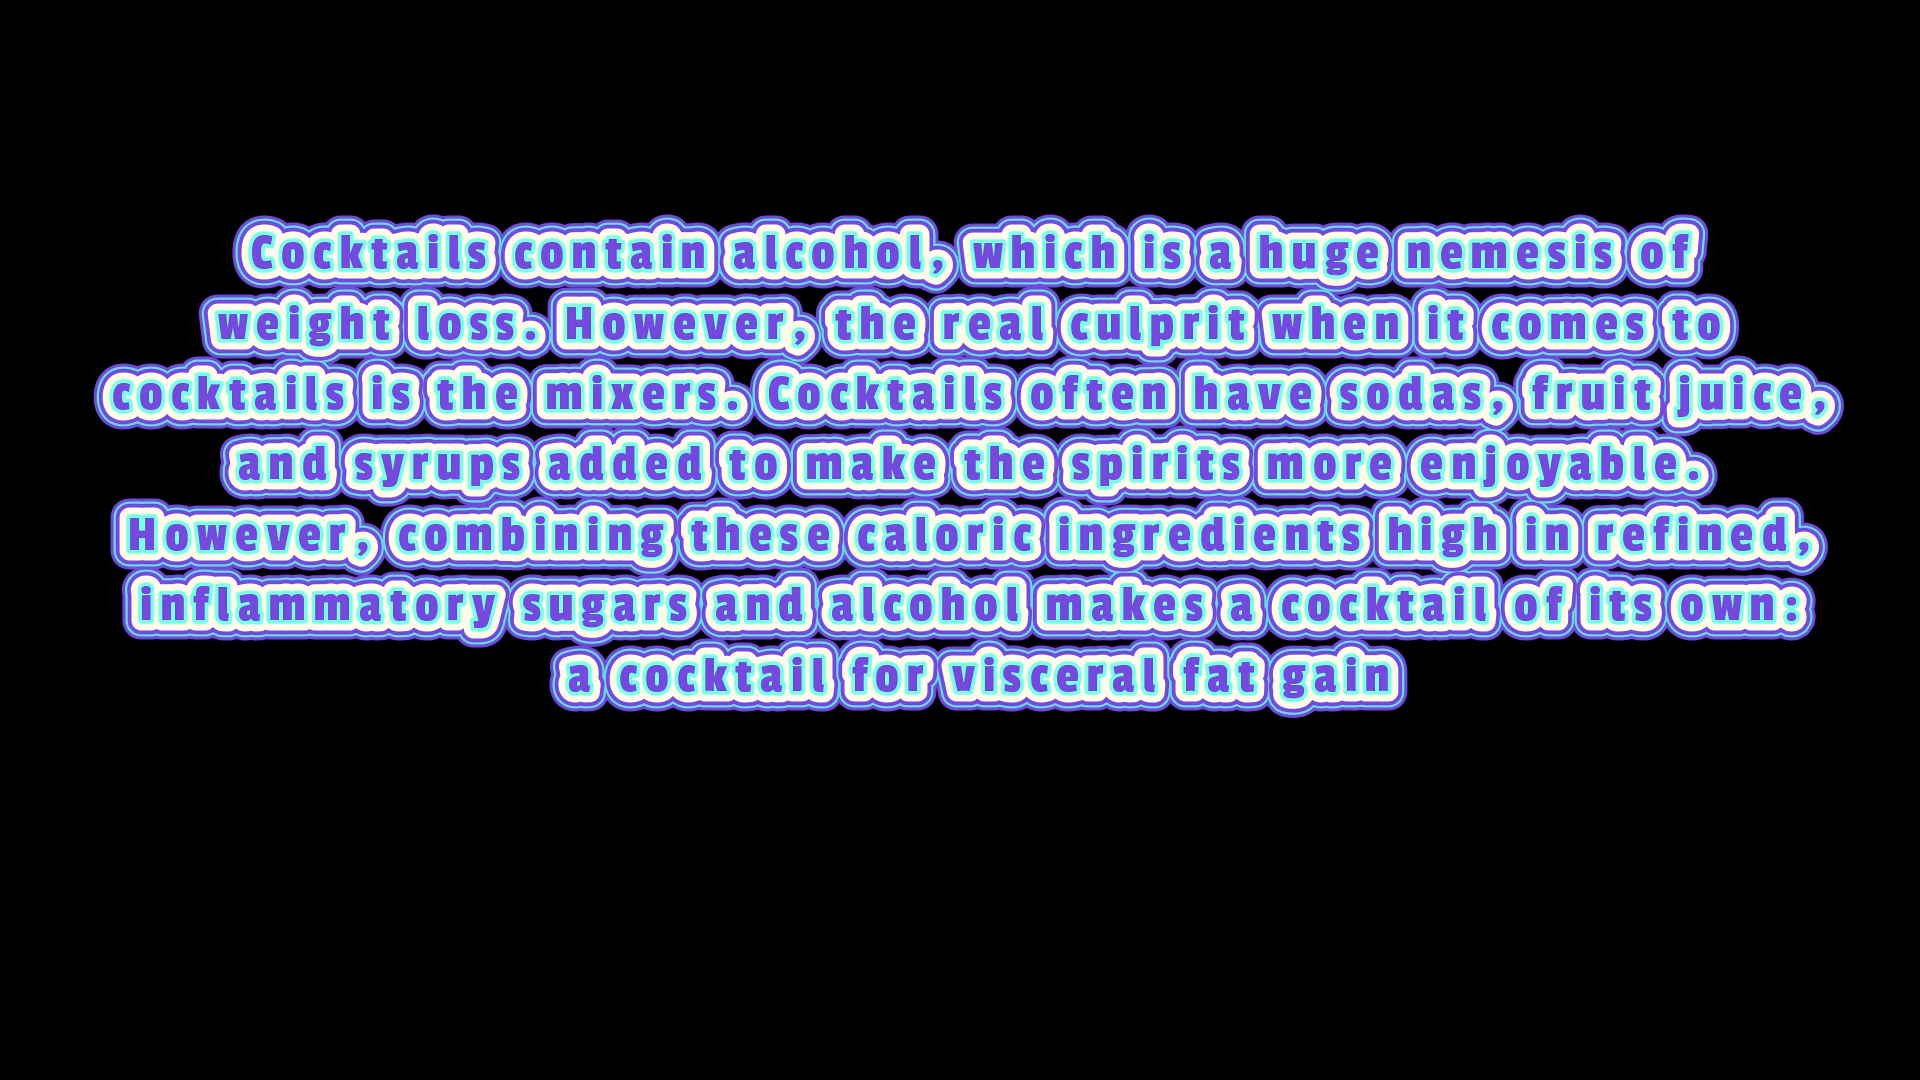 Cocktails contain alcohol, which is a huge nemesis of
weight loss. However, the real culprit when it comes to
cocktails is the mixers. Cocktails often have sodas, fruit juice,
and syrups added to make the spirits more enjoyable.
However, combining these caloric ingredients high in refined,
inflammatory sugars and alcohol makes a cocktail of its own:
a cocktail for visceral fat gain